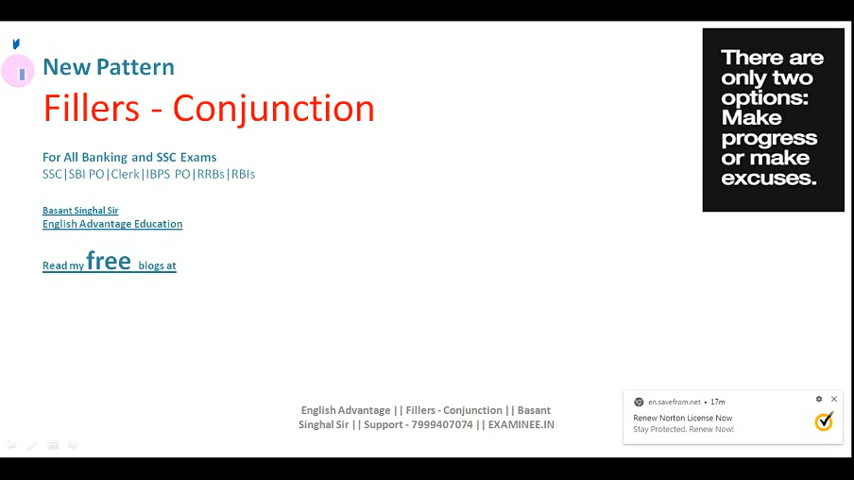 New Pattern
Fillers - Conjunction
For All Banking and SSC Exams
SSC|SBI PO|Clerk|IBPS PO|RRBs|RBIs
Basant Singhal Sir
English Advantage Education
Read my free blogs at
There are
only two
options:
Make
progress
or make
excuses.
English Advantage || Fillers - Conjunction || Basant
Singhal Sir || Support - 7999407074 || EXAMINEE.IN
en.savefrom.net • 17m
Renew Norton License Now
Stay Protected. Renew Now!